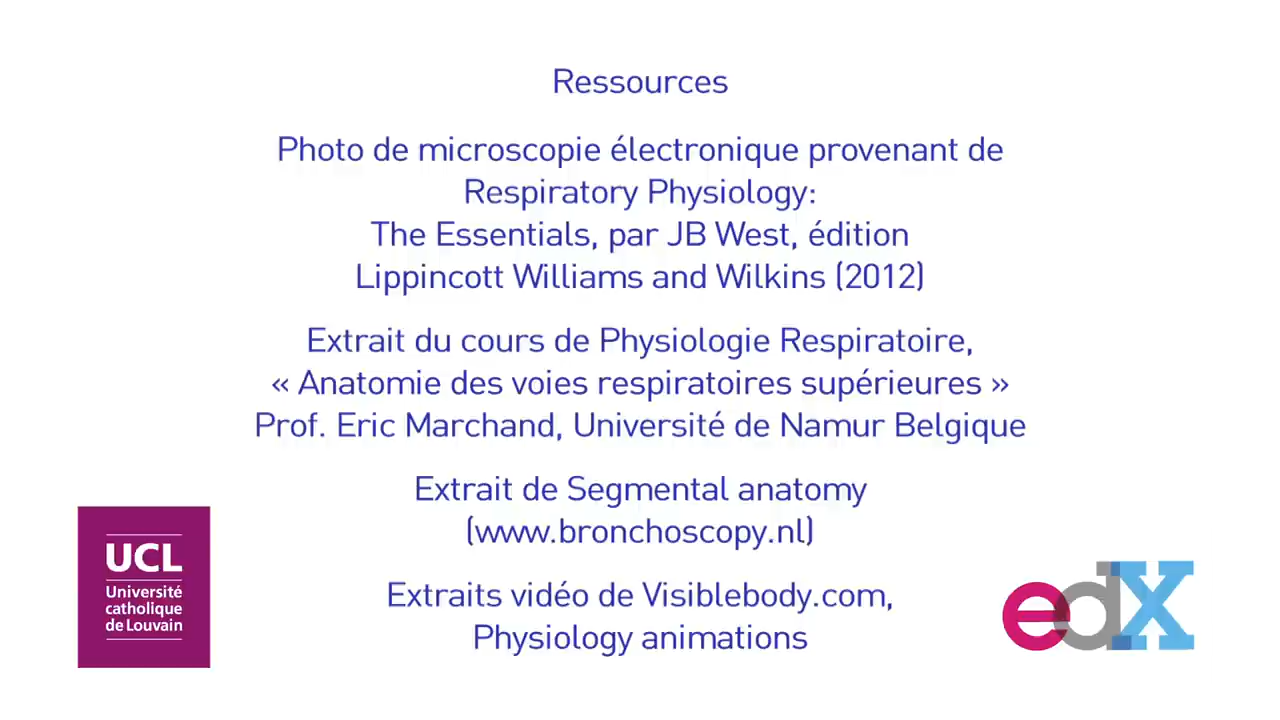 Ressources
Photo de microscopie électronique provenant de
Respiratory Physiology:
The Essentials, par JB West, édition
Lippincott Williams and Wilkins (2012)
Extrait du cours de Physiologie Respiratoire,
« Anatomie des voies respiratoires supérieures »
Prof. Eric Marchand, Université de Namur Belgique
Extrait de Segmental anatomy
(www.bronchoscopy.nl)
Extraits vidéo de Visiblebody.com,
Physiology animations
UCL
Université
catholique
de Louvain
edX